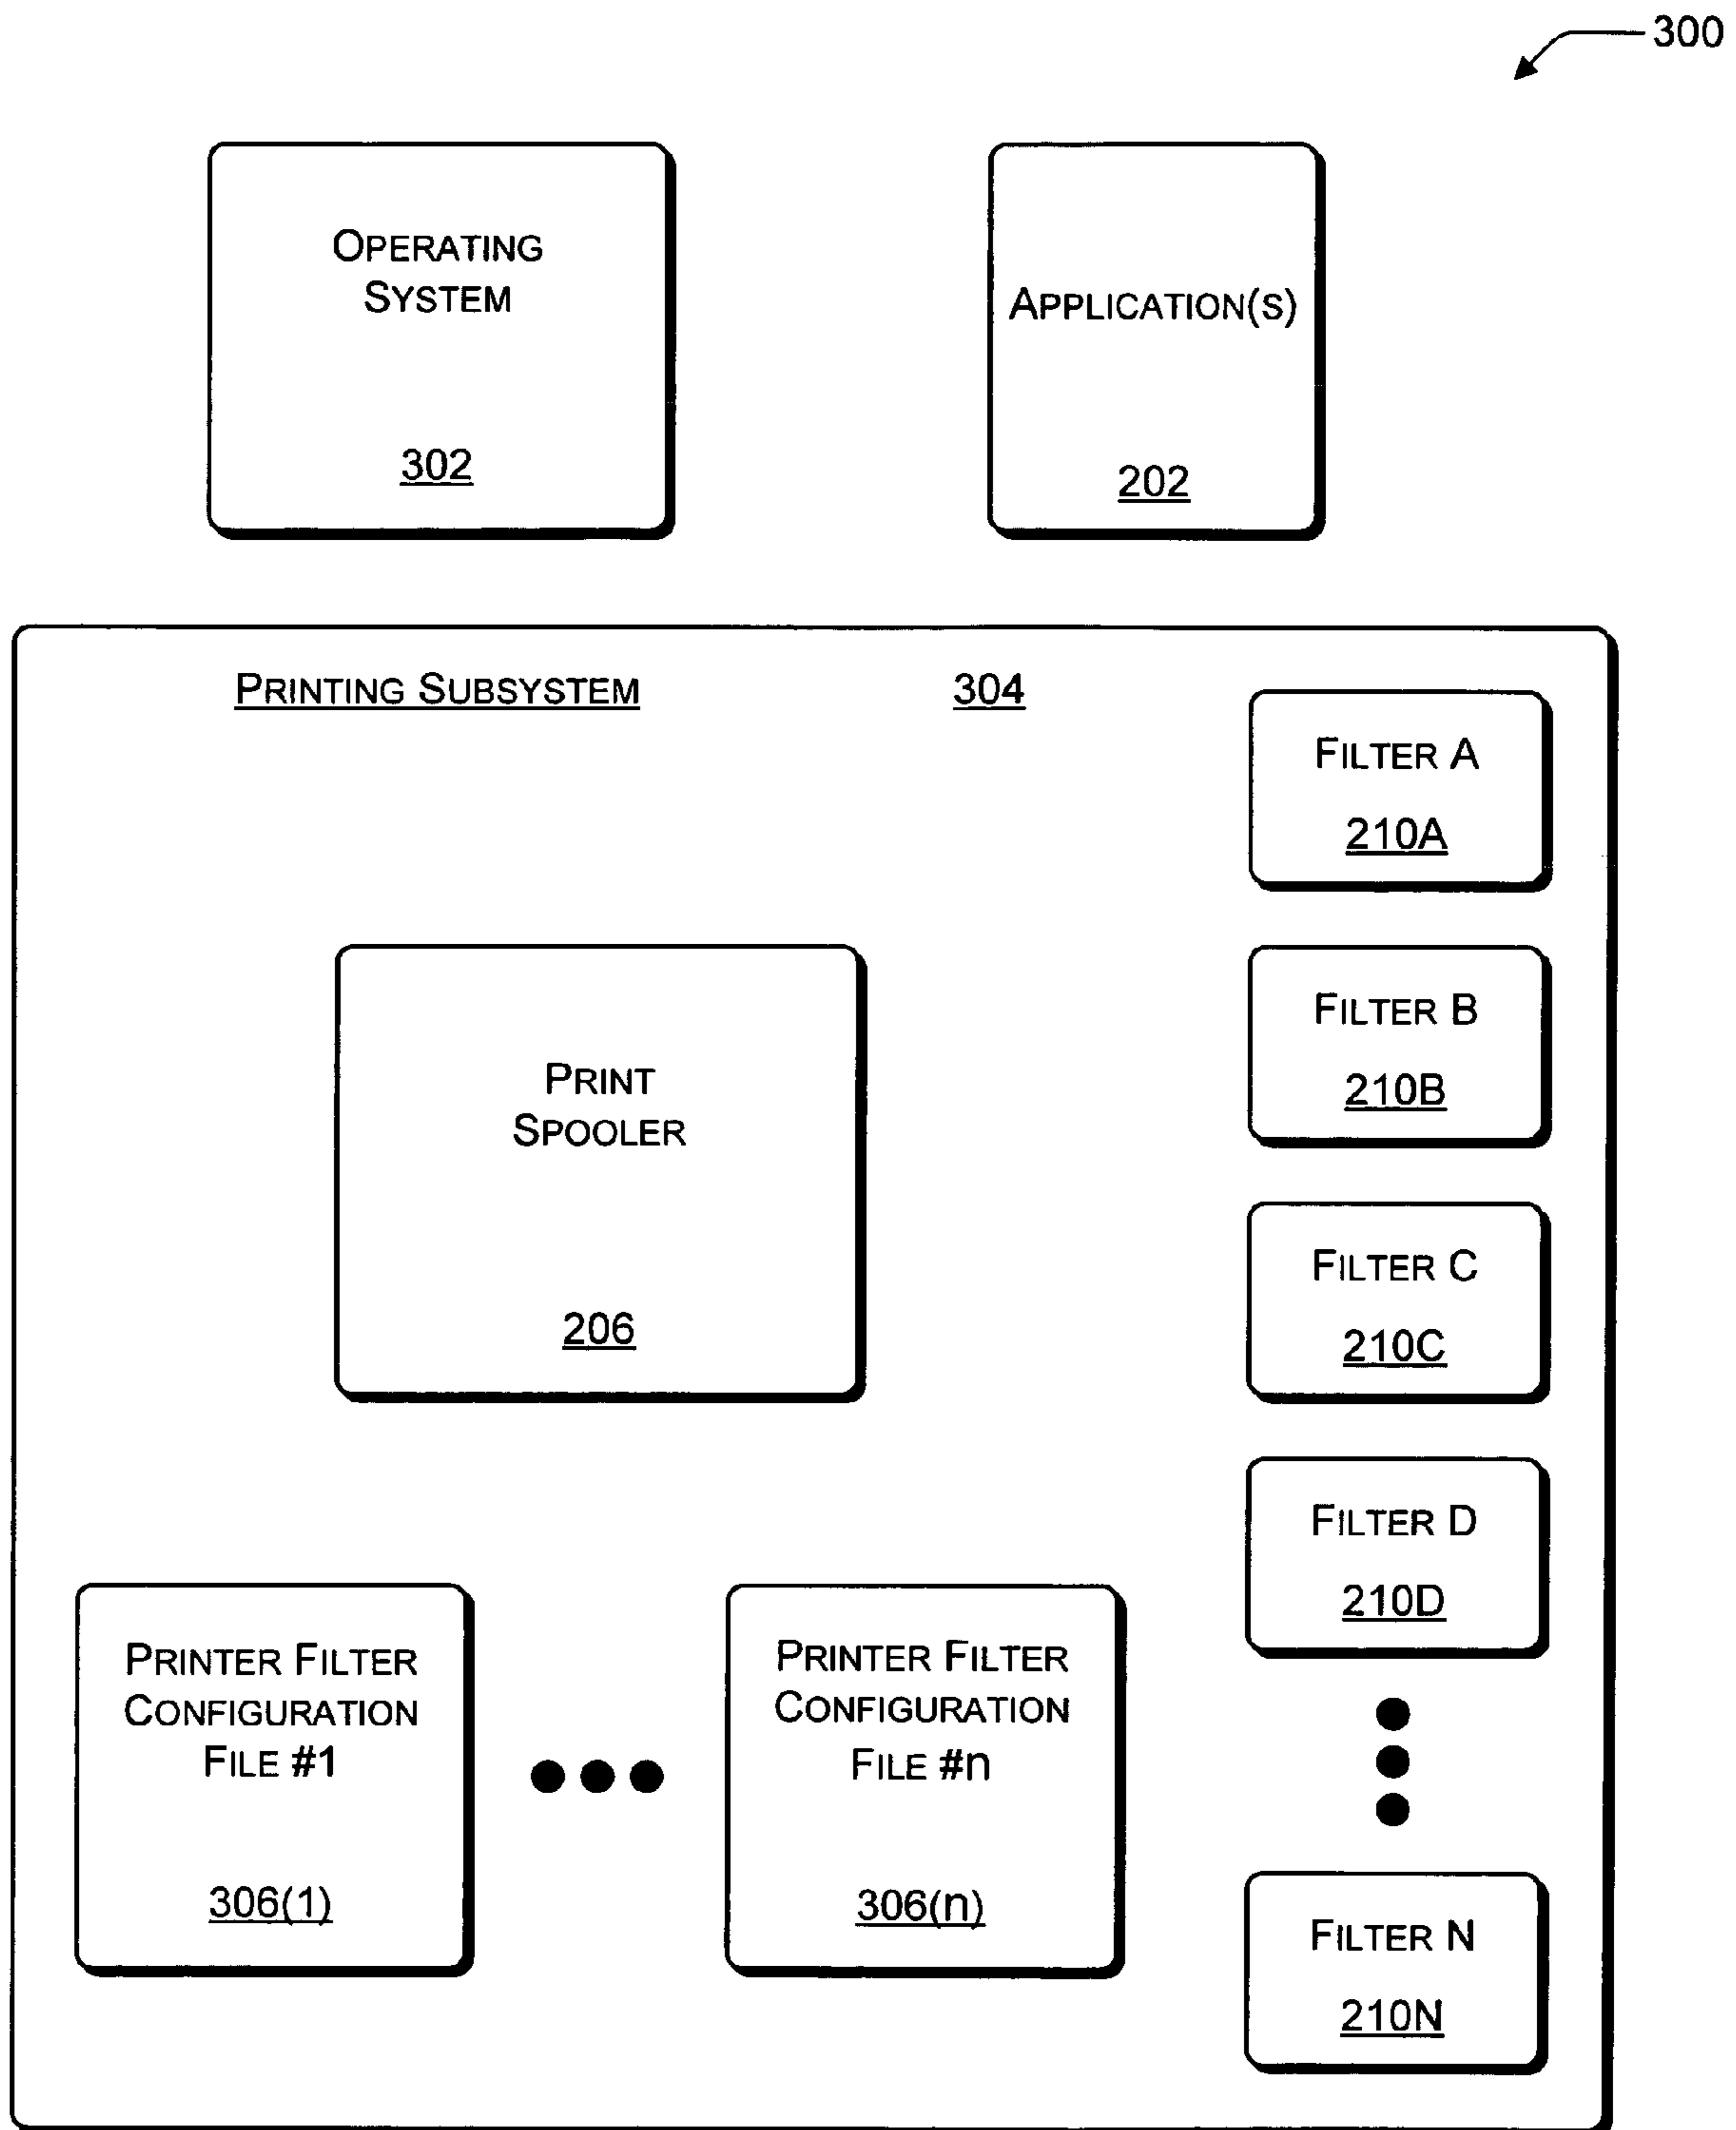 300
OPERATING
SYSTEM
302
APPLICATION(S)
202
PRINTING SUBSYSTEM
304
FILTER A
210A
FILTER B
210B
PRINT
SPOOLER
206
FILTER C
210C
FILTER D
210D
PRINTER FILTER
CONFIGURATION
FILE #1
306(1)
PRINTER FILTER
CONFIGURATION
FILE #n
306(n)
FILTER N
210N